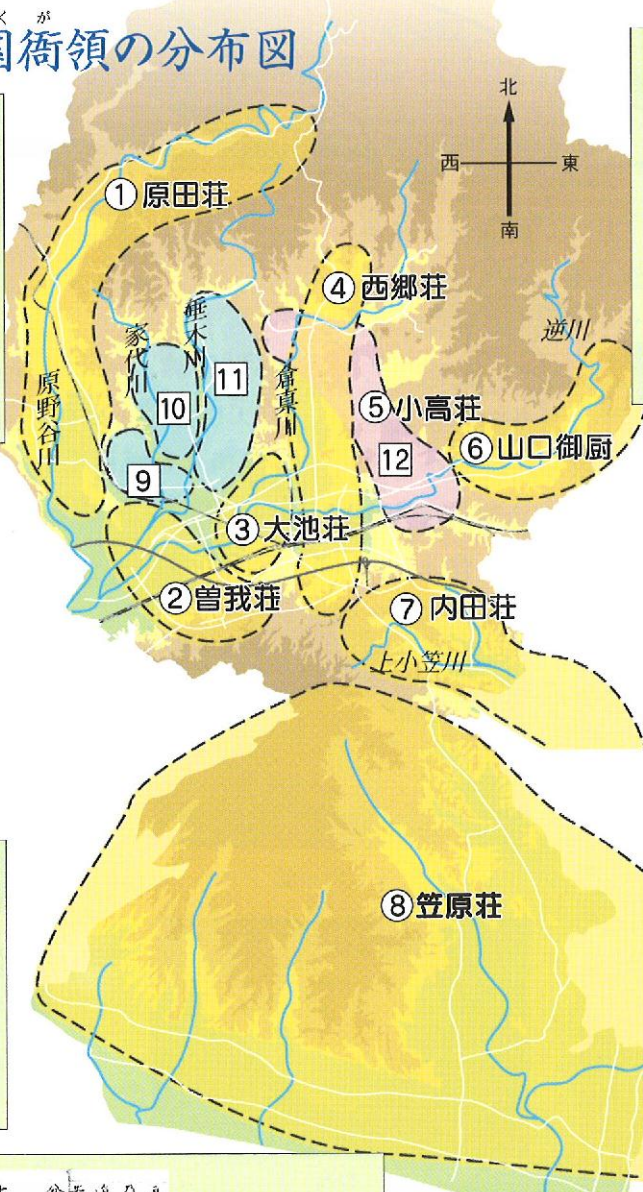 くが
国衙領の分布図
北
西
東
南
①原田荘
④西郷荘
垂木川
家代川
逆川
11
倉真川
10
原野谷川
⑤小高荘
⑥山口御厨
12
9
③大池荘
②曽我荘
⑦内田荘
上小笠川
⑧笠原荘